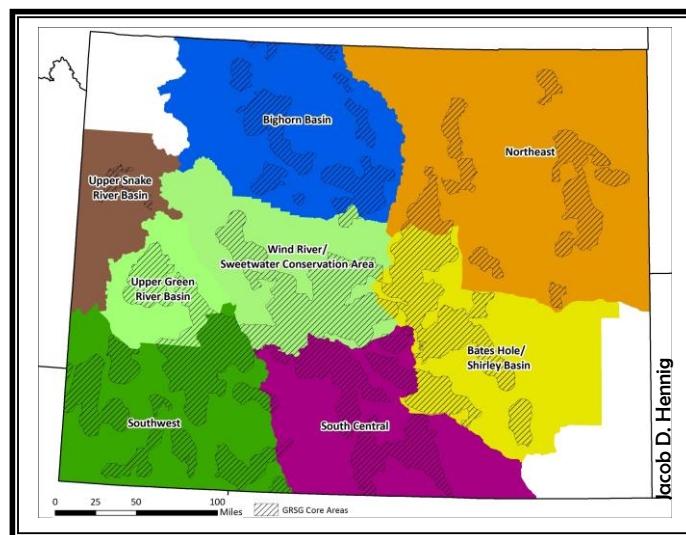 Bighorn Basin
Northeast
Upper Snake
River Basin
Wind River/
Sweetwater Conservation Area
Upper Green
River Basin
Bates Hole/
Shirley Basin
Southwest
South Central
0 25 50 100
Miles
GRSG Core Areas
Jacob D. Hennig